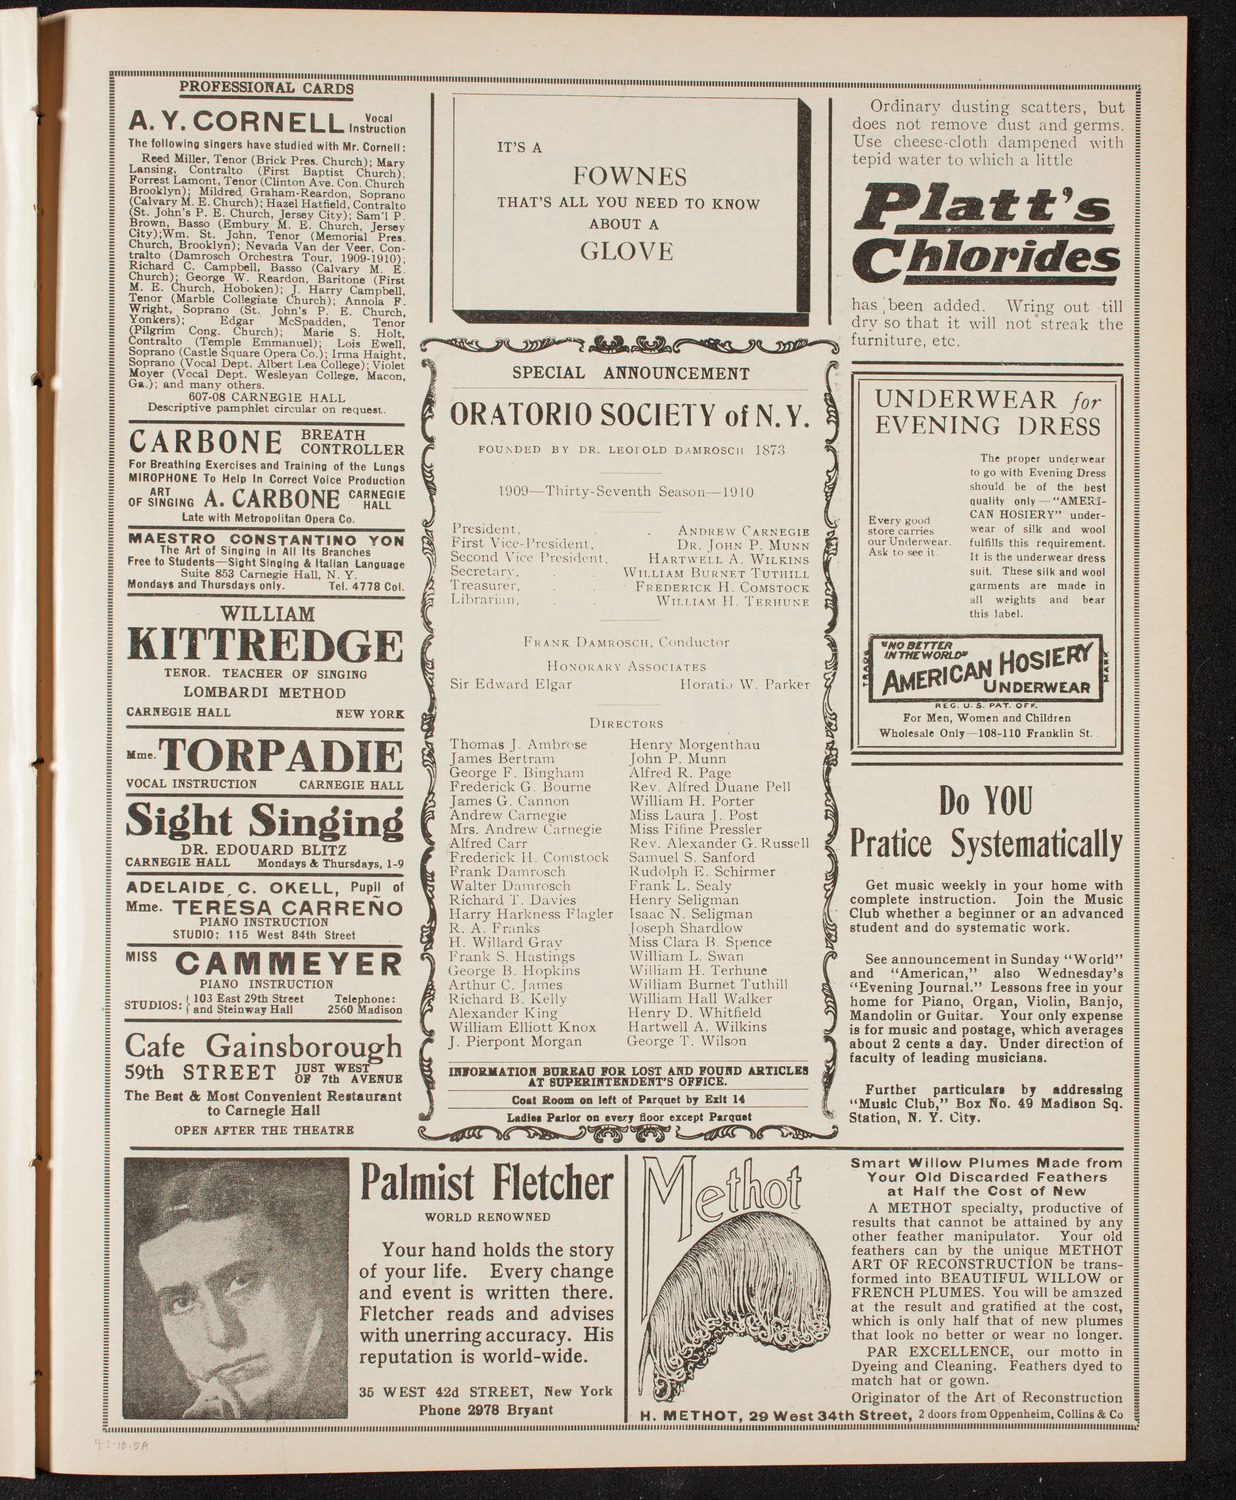 PROFESSIONAL CARDS
A. Y. CORNELL Vocal Instruction
The following singers have studied with Mr. Cornell:
Reed Miller, Tenor (Brick Pres. Church); Mary
Lansing, Contralto (First Baptist Church);
Forrest Lamont, Tenor (Clinton Ave. Con. Church
Brooklyn); Mildred Graham-Reardon, Soprano
(Calvary M. E. Church); Hazel Hatfield, Contralto
(St. John's P. E. Church, Jersey City); Sam'l P.
Brown, Basso (Embury M. E. Church, Jersey
City);Wm. St. John, Tenor (Memorial Pres.
Church, Brooklyn); Nevada Van der Veer, Con-
tralto (Damrosch Orchestra Tour, 1909-1910);
Richard C. Campbell, Basso (Calvary M. E.
Church); George W. Reardon, Baritone (First
M. E. Church, Hoboken); J. Harry Campbell,
Tenor (Marble Collegiate Church); Annola F.
Wright, Soprano (St. John's P. E. Church,
Yonkers); Edgar McSpadden, Tenor
(Pilgrim Cong. Church); Marie S. Holt,
Contralto (Temple Emmanuel); Lois Ewell,
Soprano (Castle Square Opera Co.); Irma Haight,
Soprano (Vocal Dept. Albert Lea College); Violet
Moyer (Vocal Dept. Wesleyan College, Macon,
Ga.); and many others.
607-08 CARNEGIE HALL
Descriptive pamphlet circular on request.
CARBONE BREATH CONTROLLER
For Breathing Exercises and Training of the Lungs
MIROPHONE To Help In Correct Voice Production
ART OF SINGING A. CARBONE CARNEGIE HALL
Late with Metropolitan Opera Co.
MAESTRO CONSTANTINO YON
The Art of Singing in All Its Branches
Free to Students—Sight Singing & Italian Language
Suite 853 Carnegie Hall, N. Y.
Mondays and Thursdays only. Tel. 4778 Col.
WILLIAM
KITTREDGE
TENOR. TEACHER OF SINGING
LOMBARDI METHOD
CARNEGIE HALL NEW YORK
Mme. TORPADIE
VOCAL INSTRUCTION CARNEGIE HALL
Sight Singing
DR. EDOUARD BLITZ
CARNEGIE HALL Mondays & Thursdays, 1-9
ADELAIDE C. OKELL, Pupil of
Mme. TERESA CARREÑO
PIANO INSTRUCTION
STUDIO: 115 West 84th Street
MISS CAMMEYER
PIANO INSTRUCTION
STUDIOS: { 103 East 29th Street Telephone:
and Steinway Hall 2560 Madison
Cafe Gainsborough
59th STREET JUST WEST OF 7th AVENUE
The Best & Most Convenient Restaurant
to Carnegie Hall
OPEN AFTER THE THEATRE
IT'S A
FOWNES
THAT'S ALL YOU NEED TO KNOW
ABOUT A
GLOVE
SPECIAL ANNOUNCEMENT
ORATORIO SOCIETY of N. Y.
FOUNDED BY DR. LEOPOLD DAMROSCH 1873
1909—Thirty-Seventh Season—1910
President, ANDREW CARNEGIE
First Vice-President, DR. JOHN P. MUNN
Second Vice President, HARTWELL A. WILKINS
Secretary, WILLIAM BURNET TUTHILL
Treasurer, FREDERICK H. COMSTOCK
Librarian, WILLIAM H. TERHUNE
FRANK DAMROSCH, Conductor
HONORARY ASSOCIATES
Sir Edward Elgar Horatio W. Parker
DIRECTORS
Thomas J. Ambrose Henry Morgenthau
James Bertram John P. Munn
George F. Bingham Alfred R. Page
Frederick G. Bourne Rev. Alfred Duane Pell
James G. Cannon William H. Porter
Andrew Carnegie Miss Laura J. Post
Mrs. Andrew Carnegie Miss Fifine Pressler
Alfred Carr Rev. Alexander G. Russell
Frederick H. Comstock Samuel S. Sanford
Frank Damrosch Rudolph E. Schirmer
Walter Damrosch Frank L. Sealy
Richard T. Davies Henry Seligman
Harry Harkness Flagler Isaac N. Seligman
R. A. Franks Joseph Shardlow
H. Willard Gray Miss Clara B. Spence
Frank S. Hastings William L. Swan
George B. Hopkins William H. Terhune
Arthur C. James William Burnet Tuthill
Richard B. Kelly William Hall Walker
Alexander King Henry D. Whitfield
William Elliott Knox Hartwell A. Wilkins
J. Pierpont Morgan George T. Wilson
INFORMATION BUREAU FOR LOST AND FOUND ARTICLES
AT SUPERINTENDENT'S OFFICE.
Coat Room on left of Parquet by Exit 14
Ladies Parlor on every floor except Parquet
Ordinary dusting scatters, but
does not remove dust and germs.
Use cheese-cloth dampened with
tepid water to which a little
Platt's
Chlorides
has been added. Wring out till
dry so that it will not streak the
furniture, etc.
UNDERWEAR for
EVENING DRESS
Every good
store carries
our Underwear.
Ask to see it.
The proper underwear
to go with Evening Dress
should be of the best
quality only—"AMERI-
CAN HOSIERY" under-
wear of silk and wool
fulfills this requirement.
It is the underwear dress
suit. These silk and wool
garments are made in
all weights and bear
this label.
TRADE MARK
"NO BETTER
IN THE WORLD"
AMERICAN HOSIERY
UNDERWEAR
REG. U. S. PAT. OFF.
For Men, Women and Children
Wholesale Only—108-110 Franklin St.
Do YOU
Pratice Systematically
Get music weekly in your home with
complete instruction. Join the Music
Club whether a beginner or an advanced
student and do systematic work.
See announcement in Sunday "World"
and "American," also Wednesday's
"Evening Journal." Lessons free in your
home for Piano, Organ, Violin, Banjo,
Mandolin or Guitar. Your only expense
is for music and postage, which averages
about 2 cents a day. Under direction of
faculty of leading musicians.
Further particulars by addressing
"Music Club," Box No. 49 Madison Sq.
Station, N. Y. City.
Palmist Fletcher
WORLD RENOWNED
Your hand holds the story
of your life. Every change
and event is written there.
Fletcher reads and advises
with unerring accuracy. His
reputation is world-wide.
35 WEST 42d STREET, New York
Phone 2978 Bryant
Methot
Smart Willow Plumes Made from
Your Old Discarded Feathers
at Half the Cost of New
A METHOT specialty, productive of
results that cannot be attained by any
other feather manipulator. Your old
feathers can by the unique METHOT
ART OF RECONSTRUCTION be trans-
formed into BEAUTIFUL WILLOW or
FRENCH PLUMES. You will be amazed
at the result and gratified at the cost,
which is only half that of new plumes
that look no better or wear no longer.
PAR EXCELLENCE, our motto in
Dyeing and Cleaning. Feathers dyed to
match hat or gown.
Originator of the Art of Reconstruction
H. METHOT, 29 West 34th Street, 2 doors from Oppenheim, Collins & Co